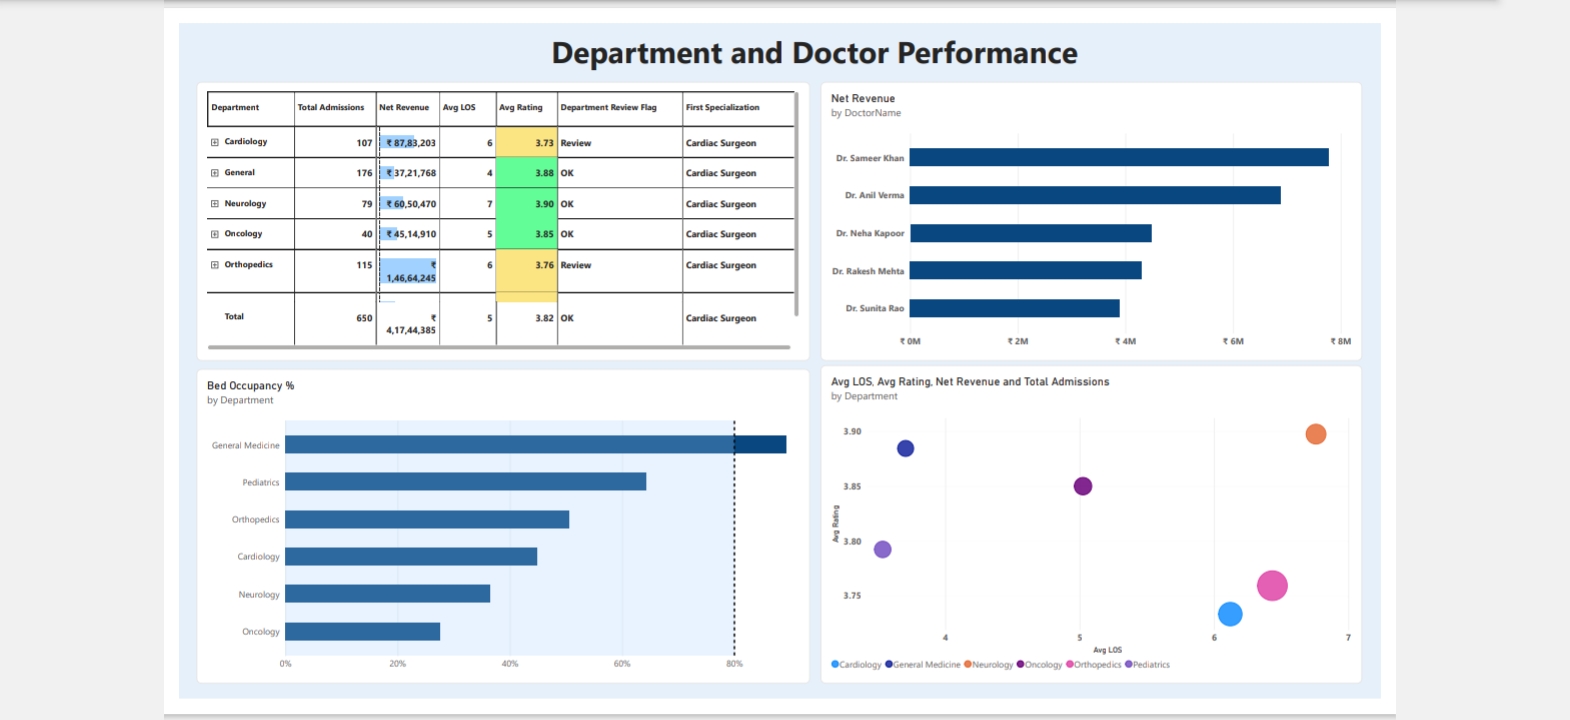 Department and Doctor Performance
Department Total Admissions Net Revenue Avg LOS Avg Rating Department Review Flag First Specialization
Cardiology 107 ₹ 87,83,203 6 3.73 Review Cardiac Surgeon
General 176 ₹ 37,21,768 4 3.88 OK Cardiac Surgeon
Neurology 79 ₹ 60,50,470 7 3.90 OK Cardiac Surgeon
Oncology 40 ₹ 45,14,910 5 3.85 OK Cardiac Surgeon
Orthopedics 115 ₹ 6 3.76 Review Cardiac Surgeon
1,46,64,245
Total 650 ₹ 5 3.82 OK Cardiac Surgeon
4,17,44,385
Net Revenue
by DoctorName
Dr. Sameer Khan
Dr. Anil Verma
Dr. Neha Kapoor
Dr. Rakesh Mehta
Dr. Sunita Rao
₹ 0M ₹ 2M ₹ 4M ₹ 6M ₹ 8M
Bed Occupancy %
by Department
General Medicine
Pediatrics
Orthopedics
Cardiology
Neurology
Oncology
0% 20% 40% 60% 80%
Avg LOS, Avg Rating, Net Revenue and Total Admissions
by Department
3.90
3.85
3.80
3.75
Avg Rating
4 5 6 7
Avg LOS
Cardiology General Medicine Neurology Oncology Orthopedics Pediatrics